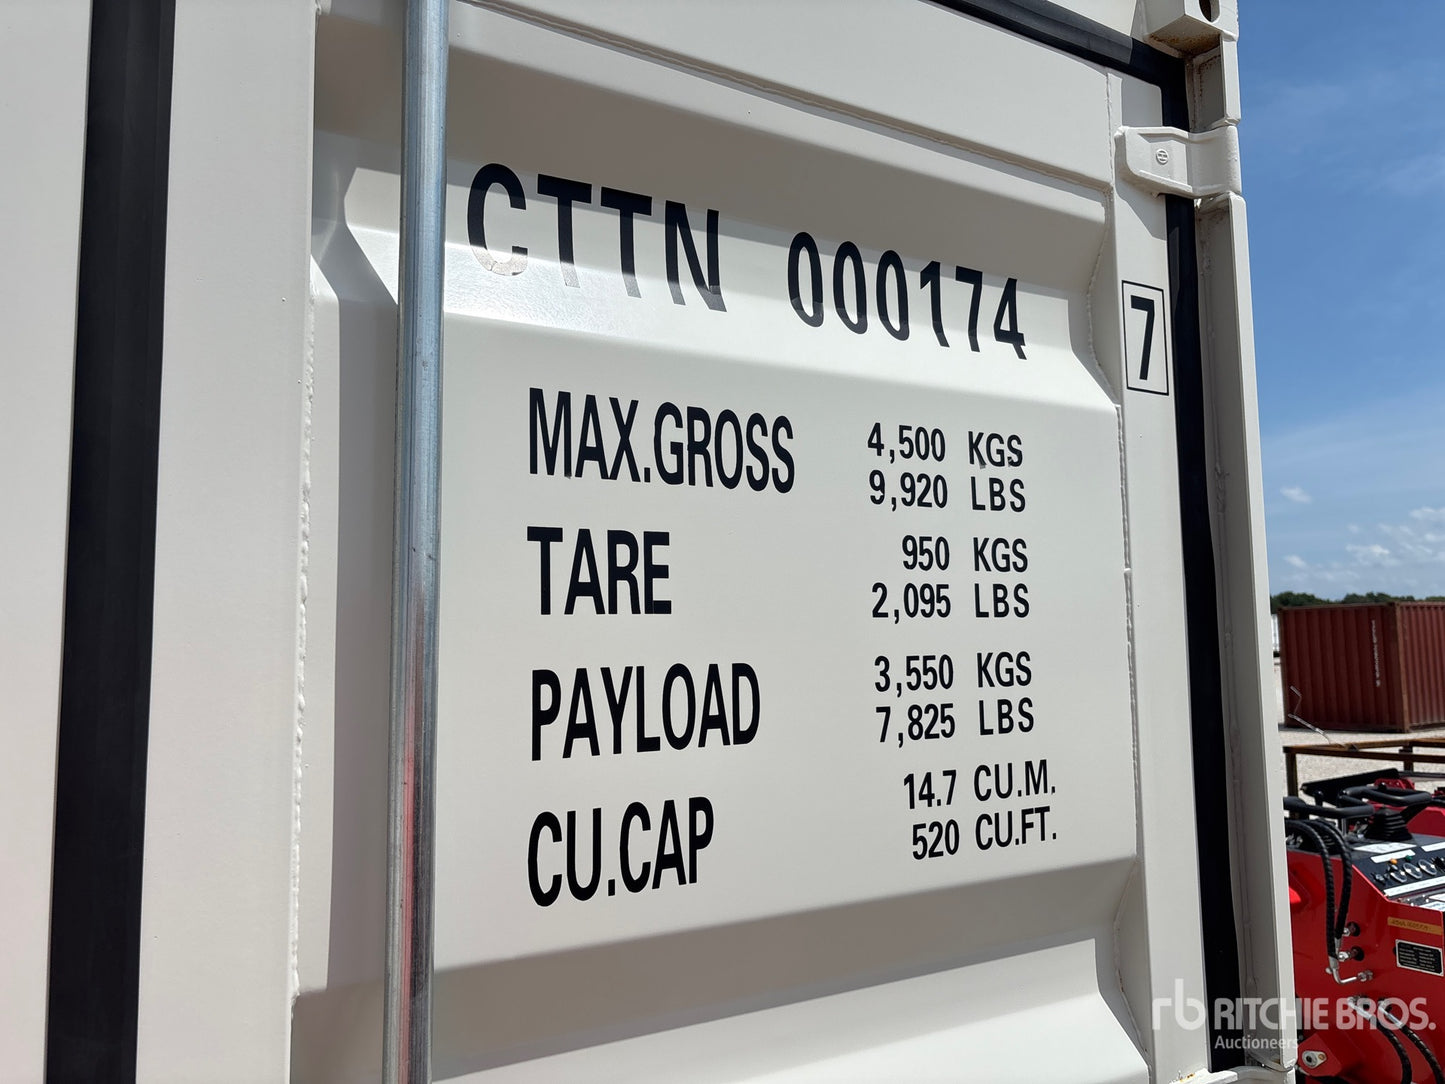 CTTN 000174 7
MAX.GROSS 4,500 KGS
9,920 LBS
TARE 950 KGS
2,095 LBS
PAYLOAD 3,550 KGS
7,825 LBS
CU.CAP 14.7 CU.M.
520 CU.FT.
rb RITCHIE BROS.
Auctioneers